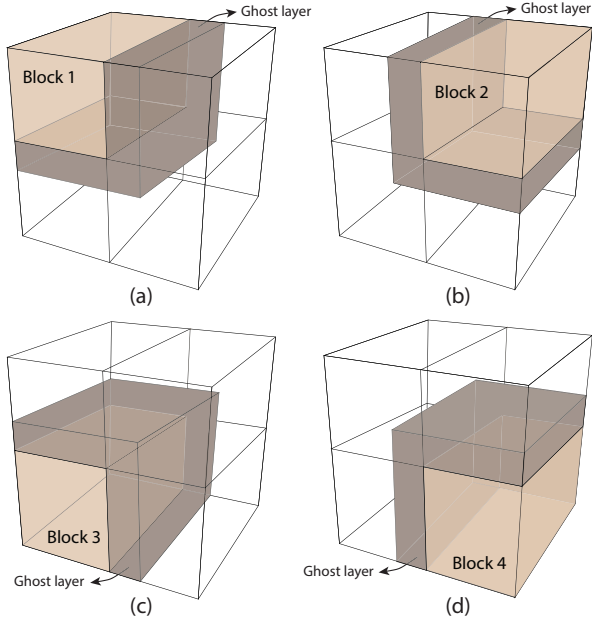 Ghost layer
Block 1
(a)
Ghost layer
Block 2
(b)
Block 3
Ghost layer
(c)
Ghost layer
Block 4
(d)